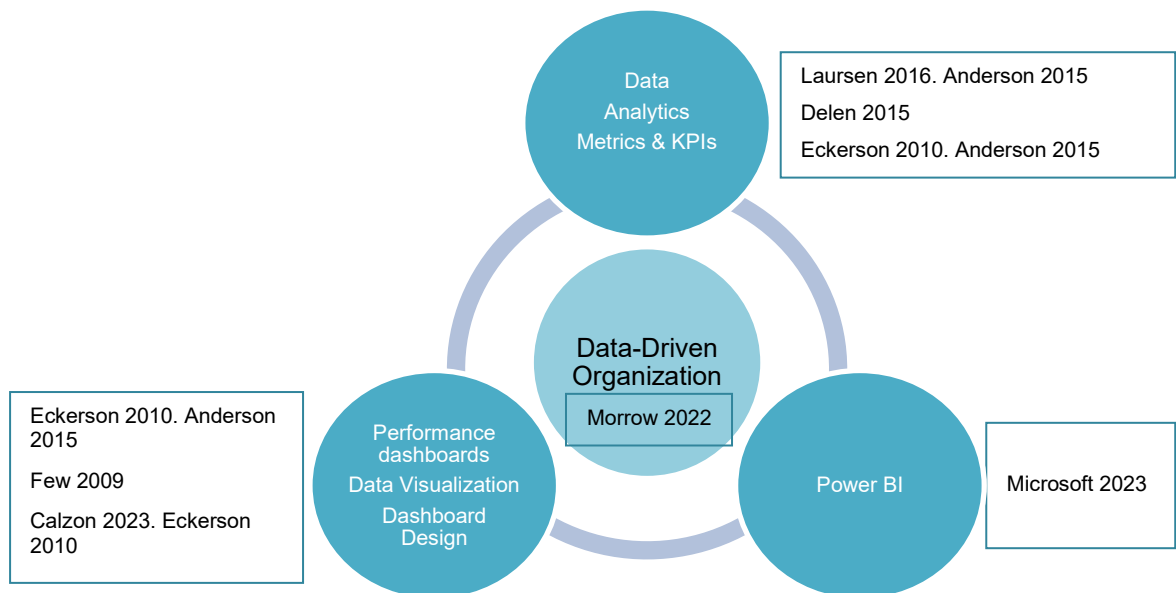 Data
Analytics
Metrics & KPIs
Laursen 2016. Anderson 2015
Delen 2015
Eckerson 2010. Anderson 2015
Data-Driven
Organization
Morrow 2022
Eckerson 2010. Anderson
2015
Few 2009
Calzon 2023. Eckerson
2010
Performance
dashboards
Data Visualization
Dashboard
Design
Power BI
Microsoft 2023